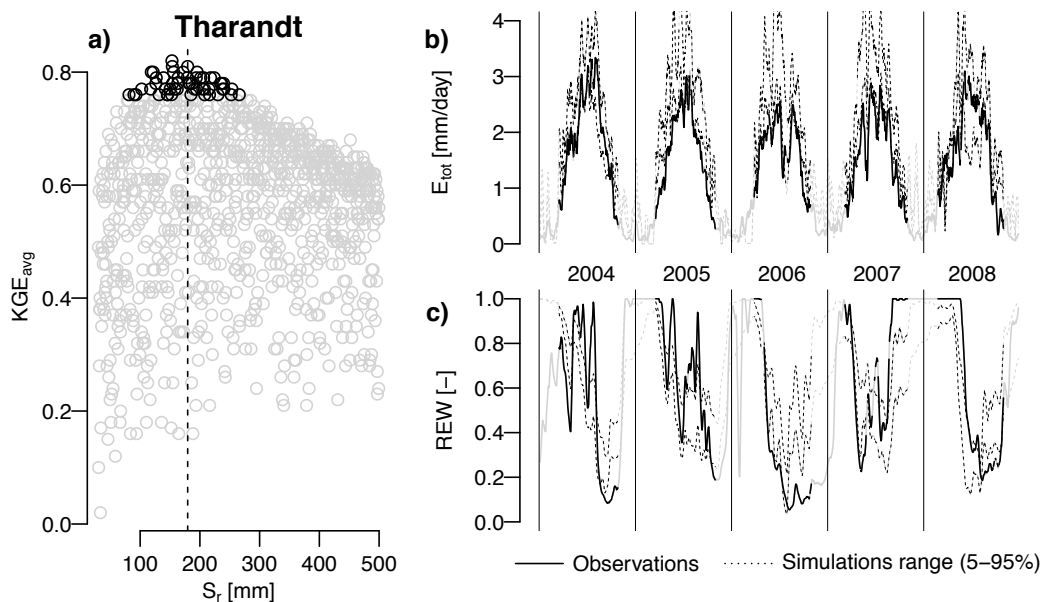 Tharandt
a)
KGEavg
0.8
0.6
0.4
0.2
0.0
100 200 300 400 500
Sr [mm]
b)
Etot [mm/day]
4
3
2
1
0
2004 2005 2006 2007 2008
c)
REW [−]
1.0
0.8
0.6
0.4
0.2
0.0
Observations Simulations range (5−95%)